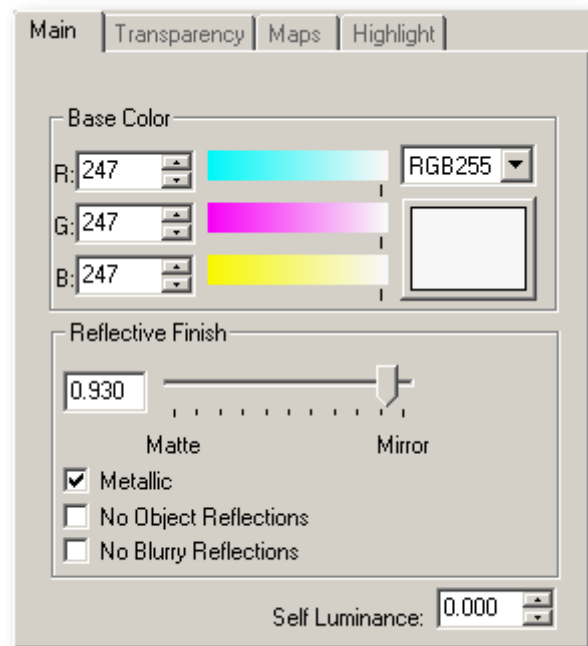 Main Transparency Maps Highlight
Base Color
R: 247 RGB255
G: 247
B: 247
Reflective Finish
0.930
Matte Mirror
Metallic
No Object Reflections
No Blurry Reflections
Self Luminance: 0.000